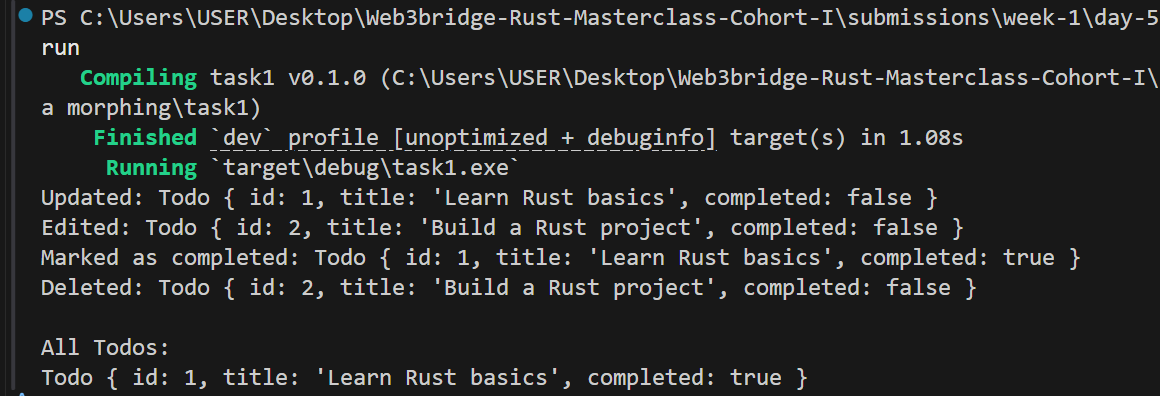 PS C:\Users\USER\Desktop\Web3bridge-Rust-Masterclass-Cohort-I\submissions\week-1\day-5
run
   Compiling task1 v0.1.0 (C:\Users\USER\Desktop\Web3bridge-Rust-Masterclass-Cohort-I\
a morphing\task1)
    Finished `dev` profile [unoptimized + debuginfo] target(s) in 1.08s
     Running `target\debug\task1.exe`
Updated: Todo { id: 1, title: 'Learn Rust basics', completed: false }
Edited: Todo { id: 2, title: 'Build a Rust project', completed: false }
Marked as completed: Todo { id: 1, title: 'Learn Rust basics', completed: true }
Deleted: Todo { id: 2, title: 'Build a Rust project', completed: false }

All Todos:
Todo { id: 1, title: 'Learn Rust basics', completed: true }